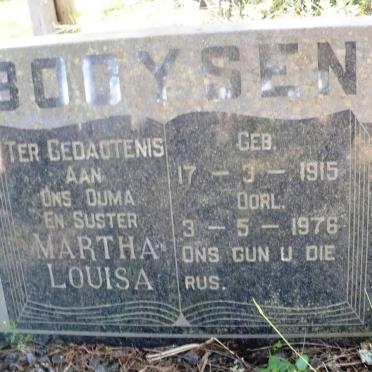 BOOYSEN
TER GEDAGTENIS
AAN
ONS OUMA
EN SUSTER
MARTHA
LOUISA
GEB.
17 - 3 - 1915
OORL.
3 - 5 - 1976
ONS GUN U DIE
RUS.